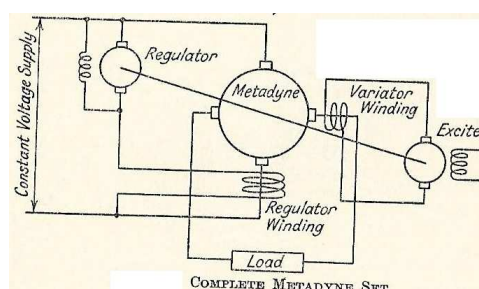 Constant Voltage Supply
Regulator
Metadyne
Variator
Winding
Excite
Regulator
Winding
Load
COMPLETE METADYNE SET